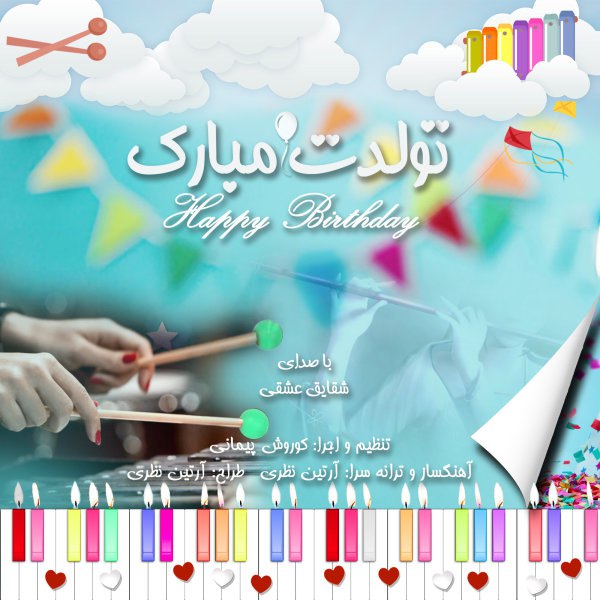 تولدت مبارک
Happy Birthday
با صدای
شقایق عشقی
تنظیم و اجرا: کوروش پیمانی
آهنگساز و ترانه سرا: آرتین نظری طراح: آرتین نظری